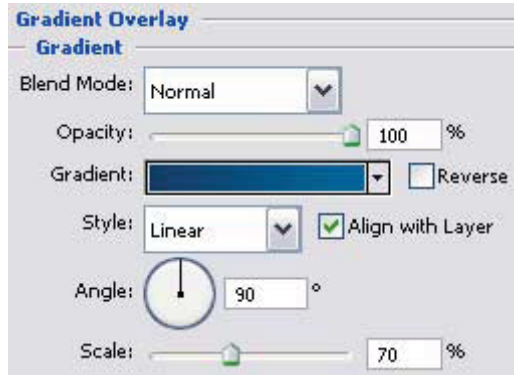 Gradient Overlay
Gradient
Blend Mode: Normal
Opacity: 100 %
Gradient: Reverse
Style: Linear Align with Layer
Angle: 90 °
Scale: 70 %